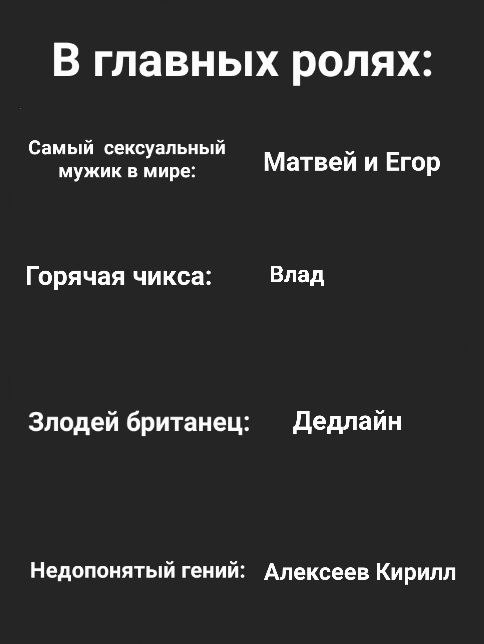 В главных ролях:
Самый сексуальный
мужик в мире:
Матвей и Егор
Горячая чикса:
Влад
Злодей британец:
Дедлайн
Недопонятый гений:
Алексеев Кирилл